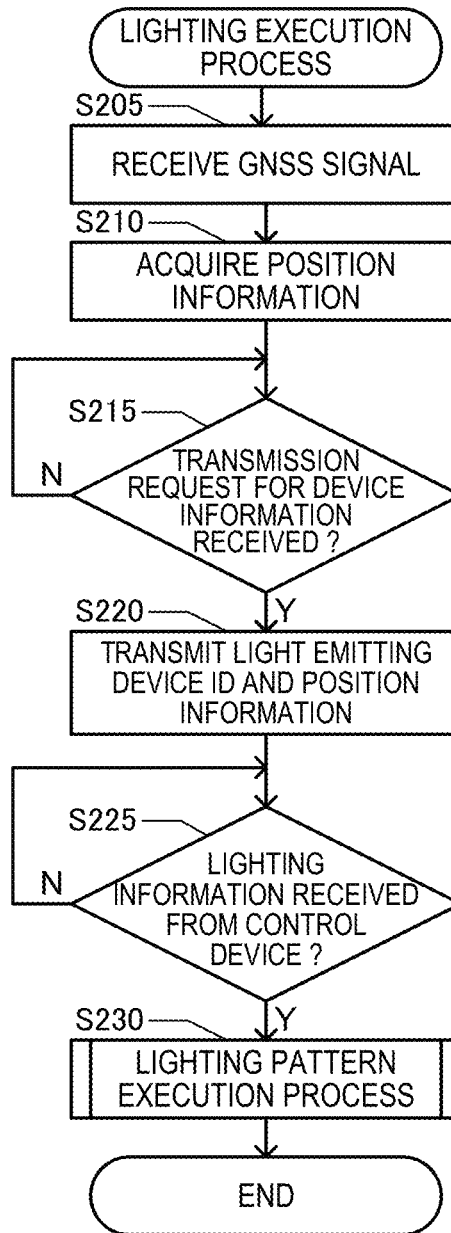 LIGHTING EXECUTION
PROCESS
S205
RECEIVE GNSS SIGNAL
S210
ACQUIRE POSITION
INFORMATION
S215
N
TRANSMISSION
REQUEST FOR DEVICE
INFORMATION
RECEIVED ?
Y
S220
TRANSMIT LIGHT EMITTING
DEVICE ID AND POSITION
INFORMATION
S225
N
LIGHTING
INFORMATION RECEIVED
FROM CONTROL
DEVICE ?
Y
S230
LIGHTING PATTERN
EXECUTION PROCESS
END